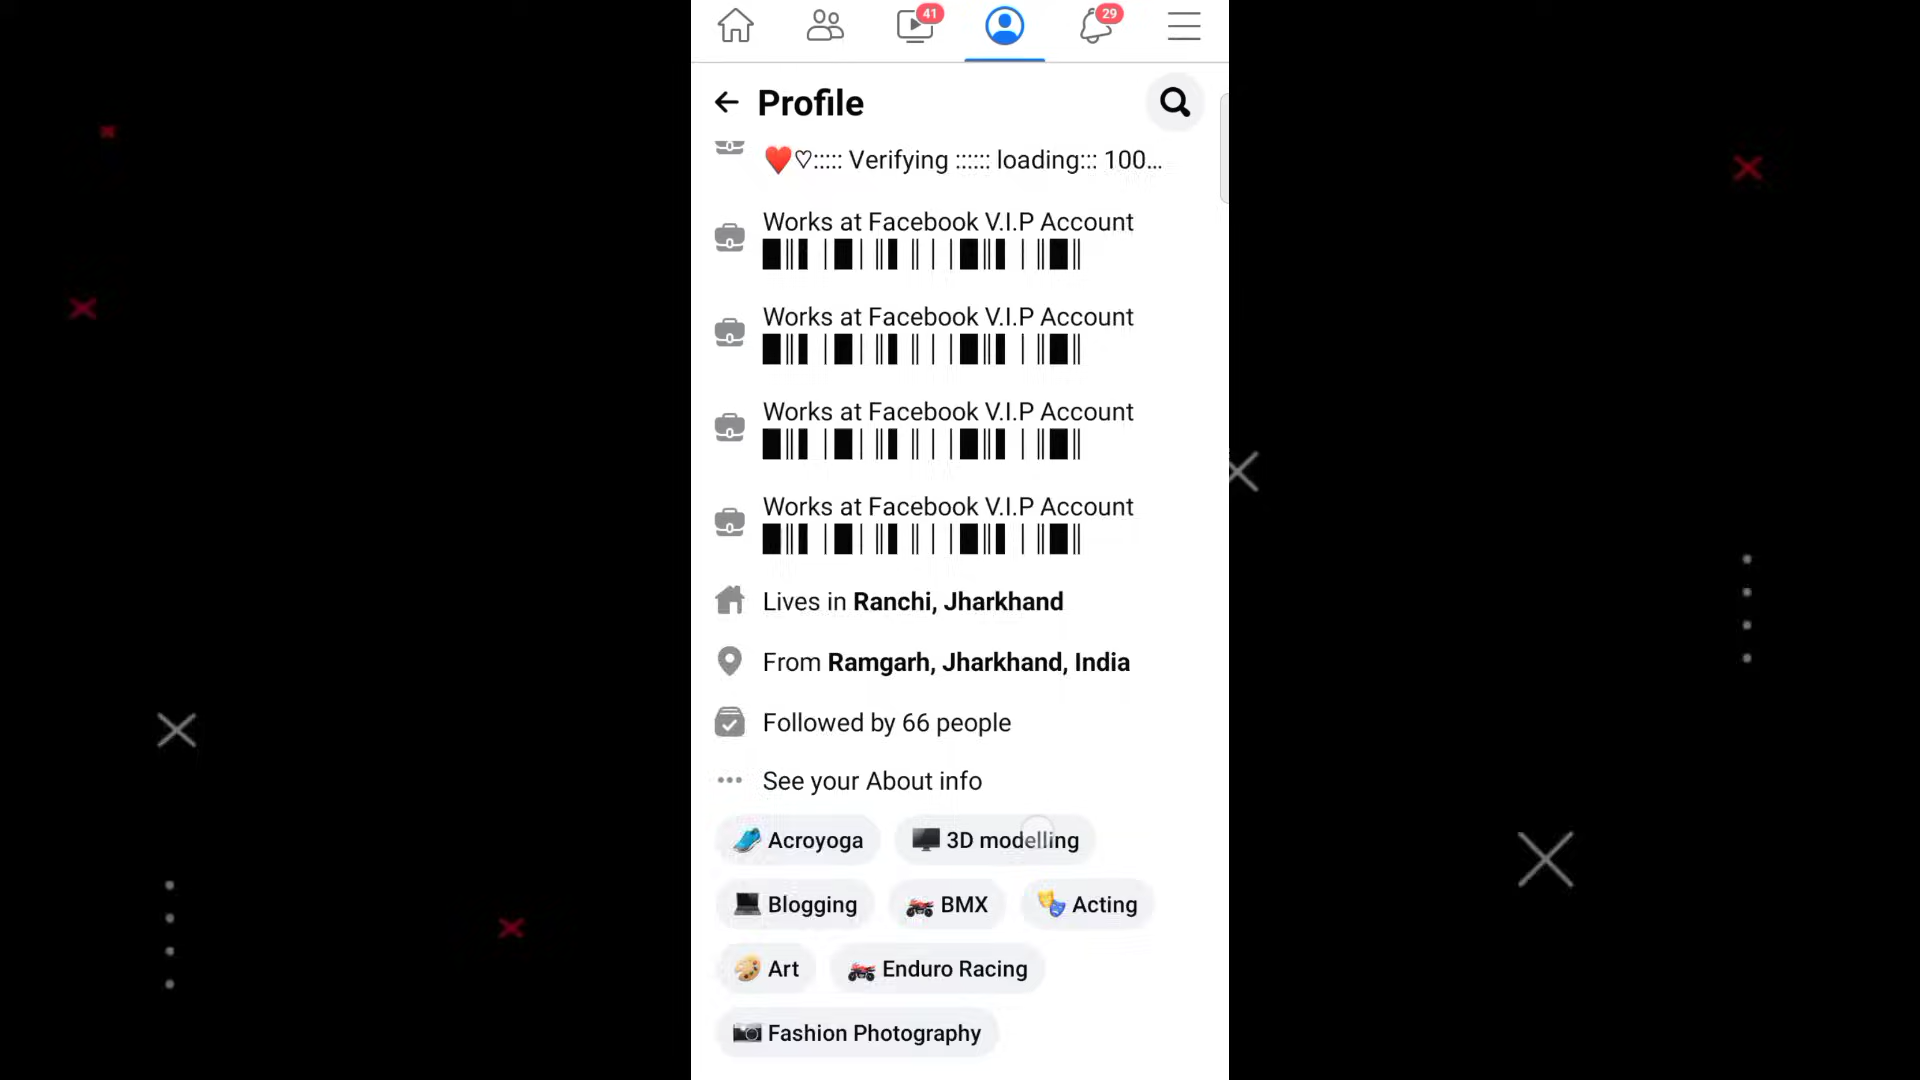 41
29
Profile
❤️♡::::: Verifying :::::: loading::: 100...
Works at Facebook V.I.P Account
█║▌│█│║▌║││█║▌│║█║
Works at Facebook V.I.P Account
█║▌│█│║▌║││█║▌│║█║
Works at Facebook V.I.P Account
█║▌│█│║▌║││█║▌│║█║
Works at Facebook V.I.P Account
█║▌│█│║▌║││█║▌│║█║
Lives in Ranchi, Jharkhand
From Ramgarh, Jharkhand, India
Followed by 66 people
See your About info
Acroyoga
3D modelling
Blogging
BMX
Acting
Art
Enduro Racing
Fashion Photography